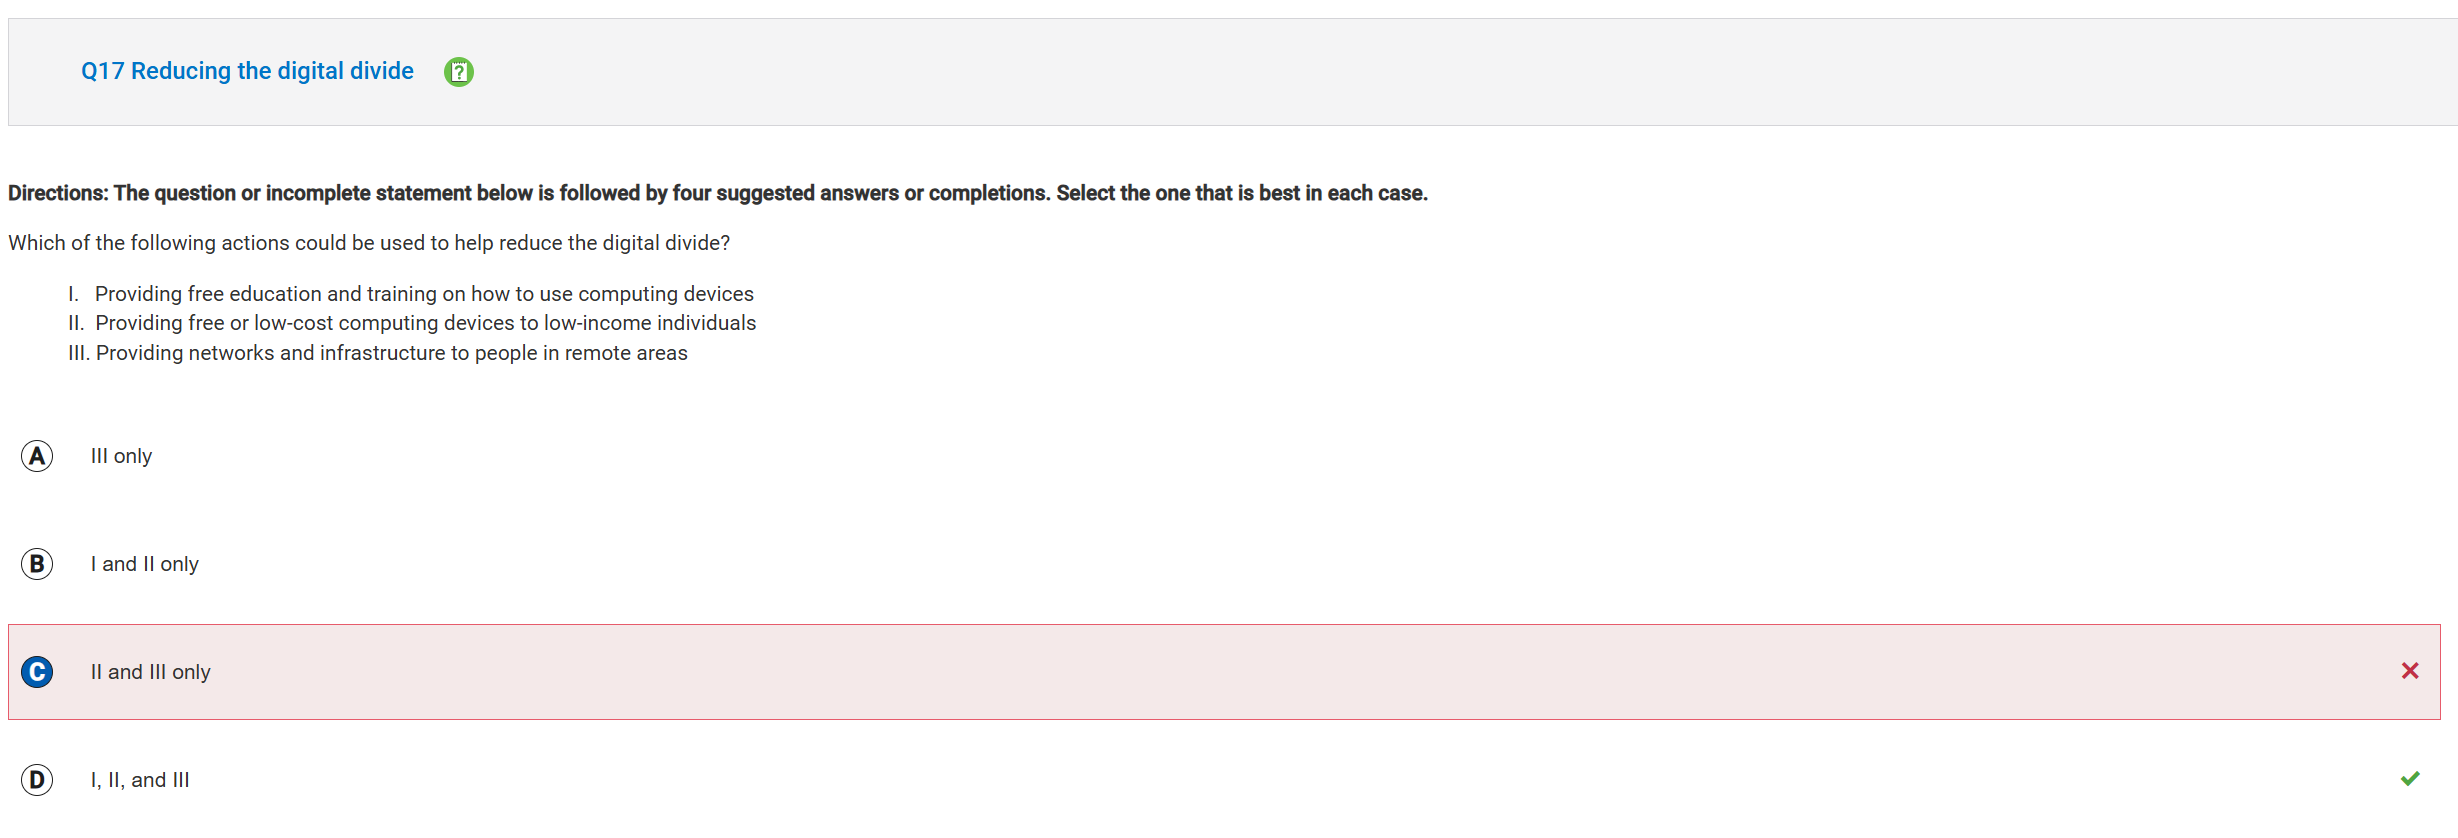 Q17 Reducing the digital divide
Directions: The question or incomplete statement below is followed by four suggested answers or completions. Select the one that is best in each case.
Which of the following actions could be used to help reduce the digital divide?
I. Providing free education and training on how to use computing devices
II. Providing free or low-cost computing devices to low-income individuals
III. Providing networks and infrastructure to people in remote areas
A III only
B I and II only
C II and III only
D I, II, and III